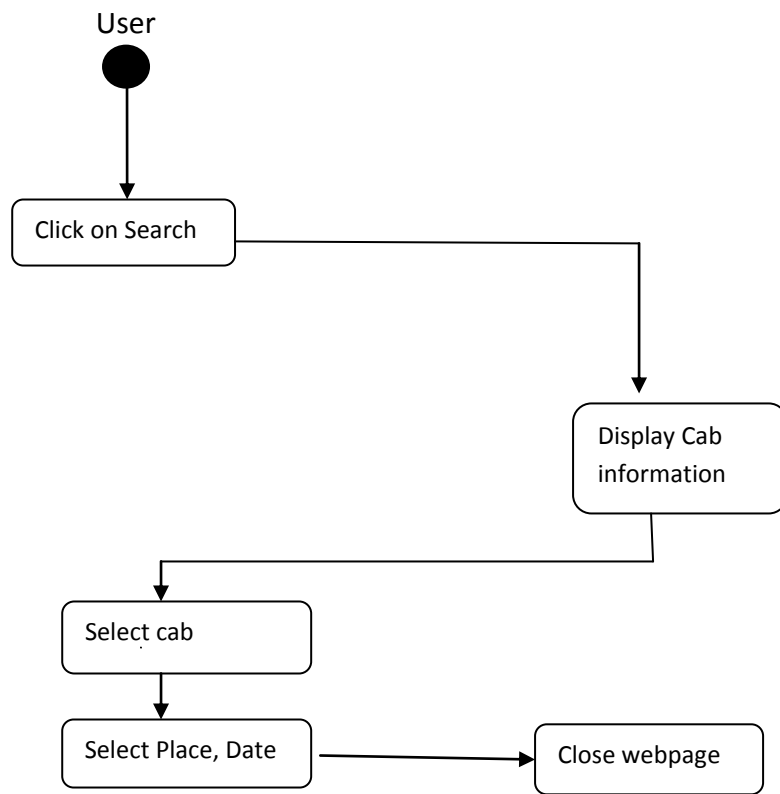 User
Click on Search
Display Cab
information
Select cab
Select Place, Date
Close webpage